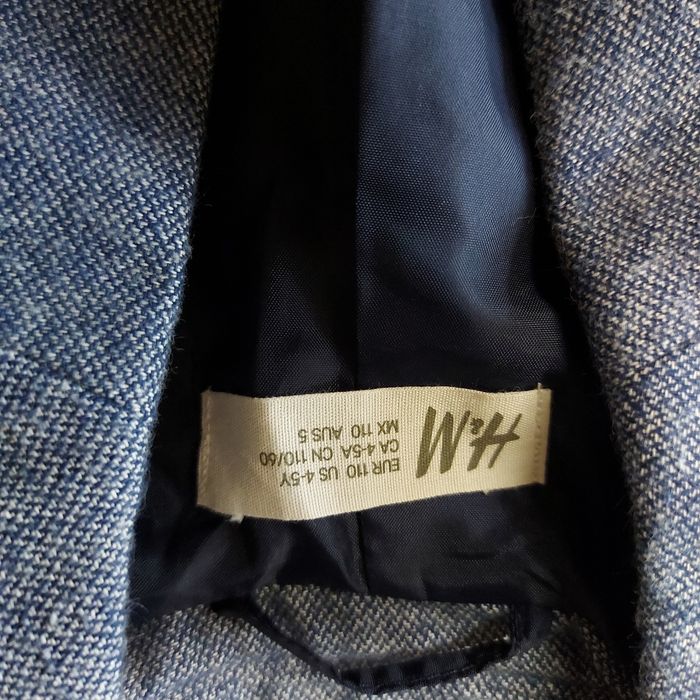 H&M
EUR 110 US 4-5Y
CA 4-5A CN 110/60
MX 110 AUS 5